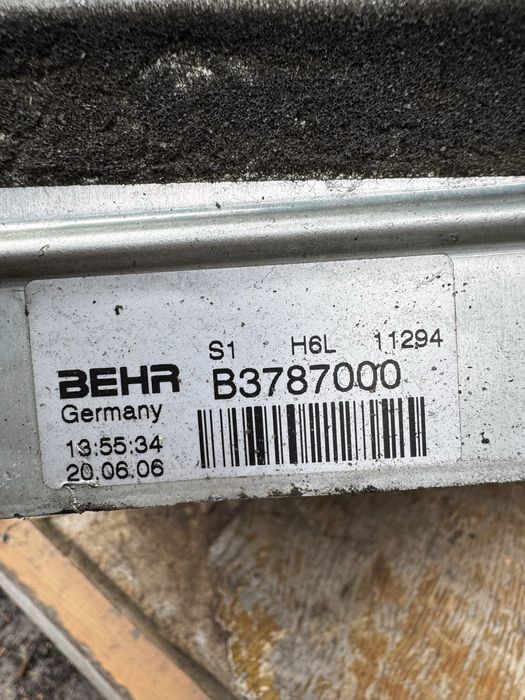 S1 H6L 11294
BEHR B3787000
Germany
13:55:34
20.06.06